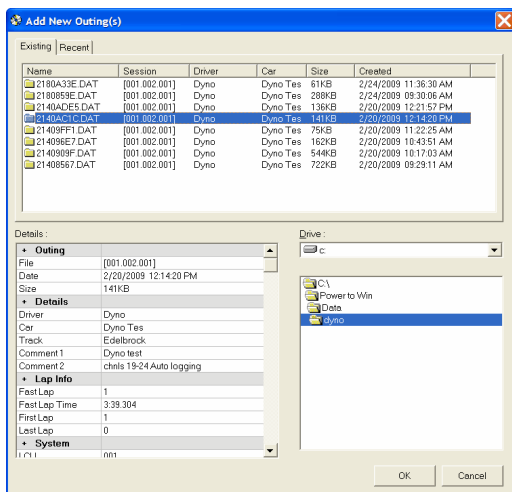 Add New Outing(s)
Existing Recent
Name Session Driver Car Size Created
2180A33E.DAT [001.002.001] Dyno Dyno Tes 61KB 2/24/2009 11:36:30 AM
2180859E.DAT [001.002.001] Dyno Dyno Tes 288KB 2/24/2009 09:30:06 AM
2140ADE5.DAT [001.002.001] Dyno Dyno Tes 136KB 2/20/2009 12:21:57 PM
2140AC1C.DAT [001.002.001] Dyno Dyno Tes 141KB 2/20/2009 12:14:20 PM
21409FF1.DAT [001.002.001] Dyno Dyno Tes 75KB 2/20/2009 11:22:25 AM
214096E7.DAT [001.002.001] Dyno Dyno Tes 162KB 2/20/2009 10:43:51 AM
2140909F.DAT [001.002.001] Dyno Dyno Tes 544KB 2/20/2009 10:17:03 AM
21408567.DAT [001.002.001] Dyno Dyno Tes 722KB 2/20/2009 09:29:11 AM
Details :
+ Outing
File [001.002.001]
Date 2/20/2009 12:14:20 PM
Size 141KB
+ Details
Driver Dyno
Car Dyno Tes
Track Edelbrock
Comment 1 Dyno test
Comment 2 chnls 19-24 Auto logging
+ Lap Info
Fast Lap 1
Fast Lap Time 3:39.304
First Lap 1
Last Lap 0
+ System
LCU 001
Drive :
c:
C:\
Power to Win
Data
dyno
OK Cancel